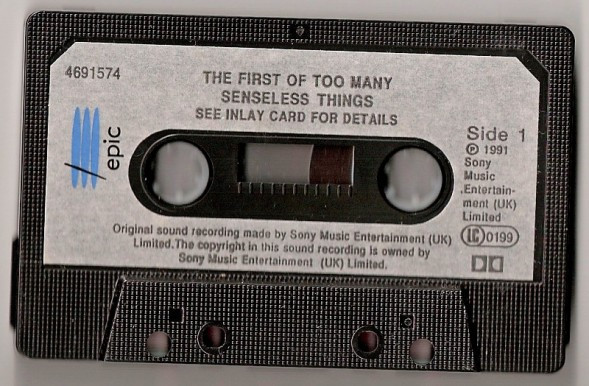 4691574
THE FIRST OF TOO MANY
SENSELESS THINGS
SEE INLAY CARD FOR DETAILS
epic
Side 1
Ⓟ 1991
Sony
Music
Entertain-
ment (UK)
Limited
LC 0199
Original sound recording made by Sony Music Entertainment (UK)
Limited.The copyright in this sound recording is owned by
Sony Music Entertainment (UK) Limited.